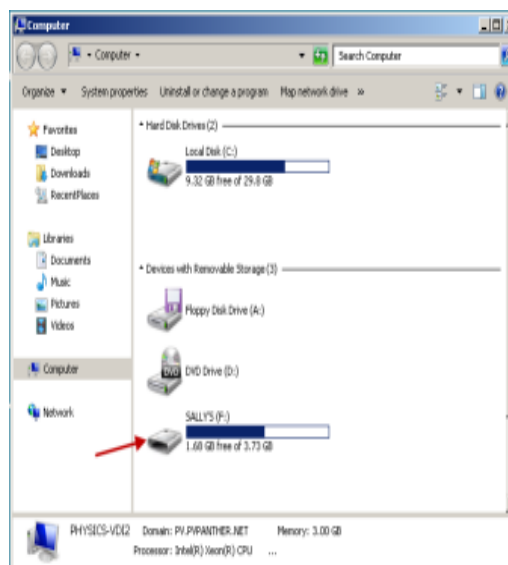 Computer
Computer
Search Computer
Organize System properties Uninstall or change a program Map network drive »
Favorites
Desktop
Downloads
RecentPlaces
Libraries
Documents
Music
Pictures
Videos
Computer
Network
Hard Disk Drives (2)
Local Disk (C:)
9.32 GB free of 29.8 GB
Devices with Removable Storage (3)
Floppy Disk Drive (A:)
DVD Drive (D:)
DVD
SALLY'S (F:)
1.68 GB free of 3.73 GB
PHYSICS-VDI2 Domain: PV.PVPANTHER.NET Memory: 3.00 GB
Processor: Intel(R) Xeon(R) CPU ...